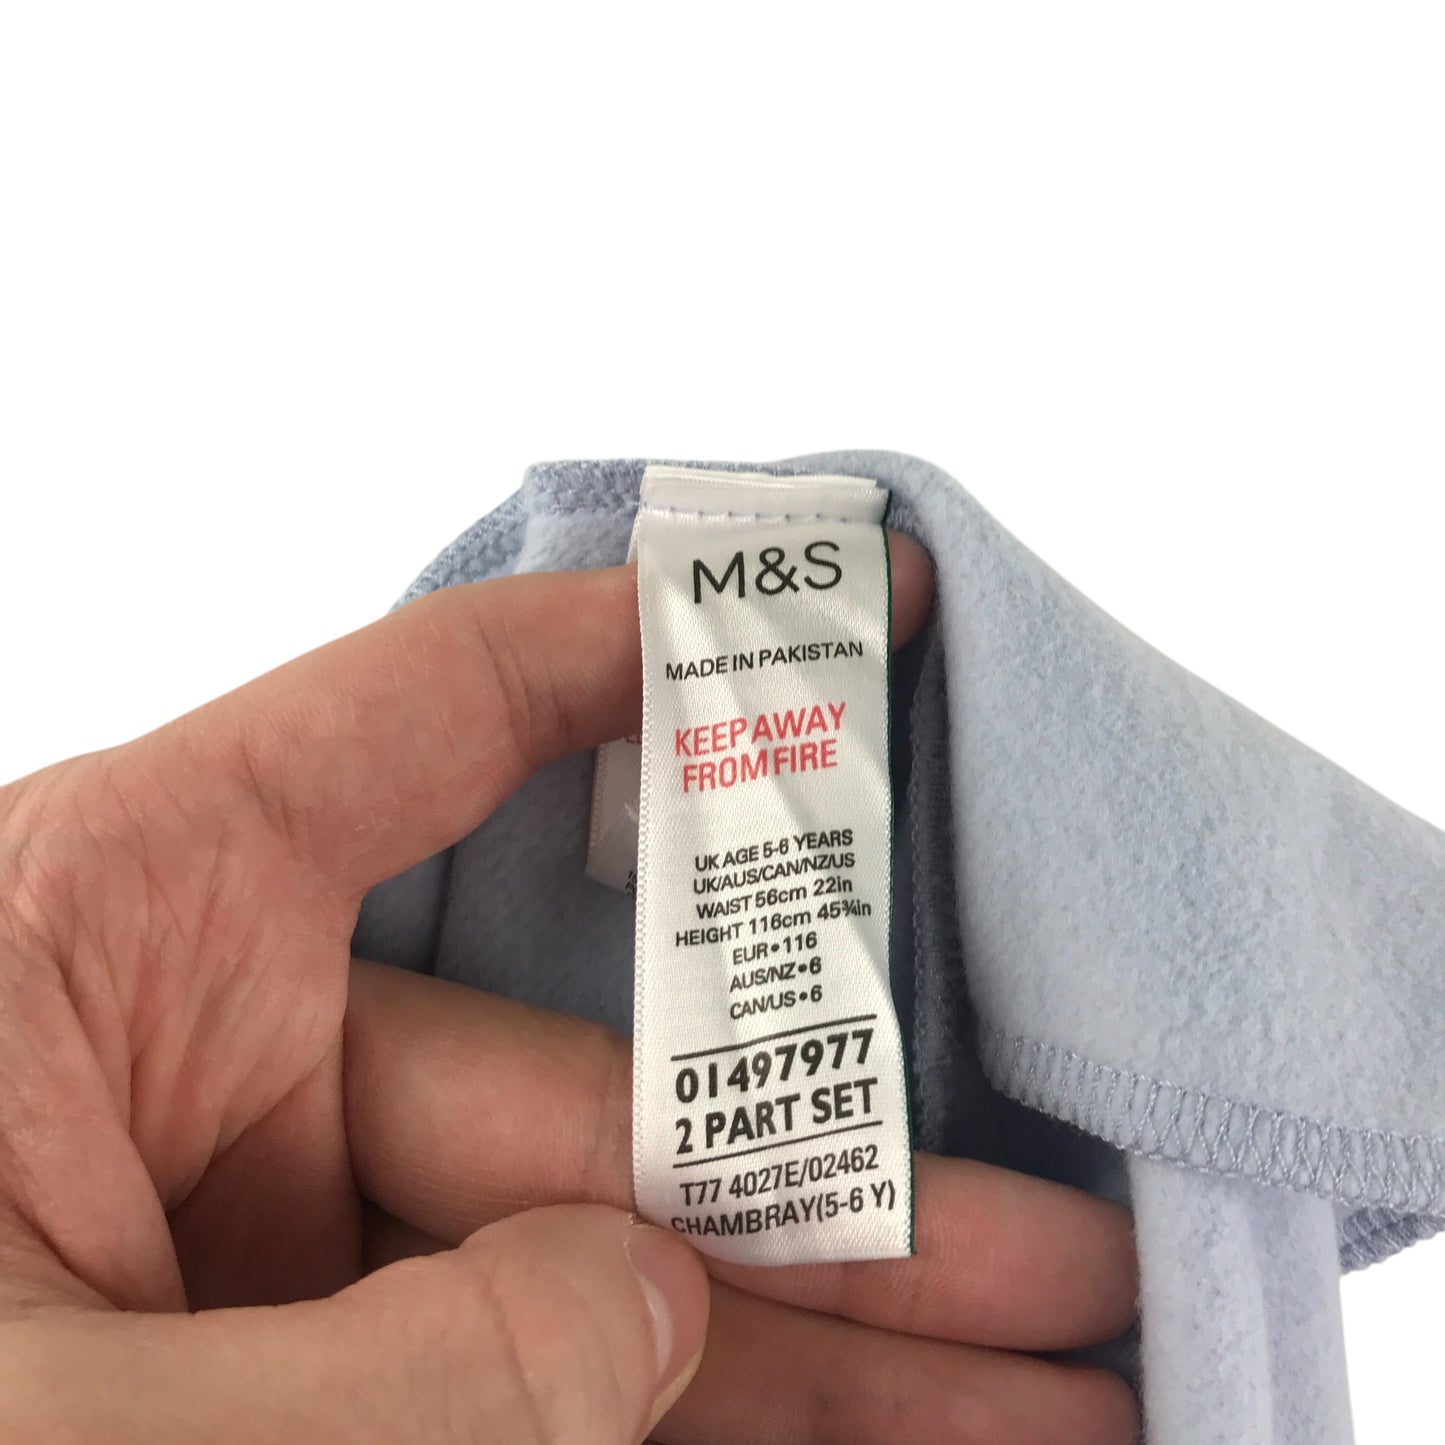 M&S
MADE IN PAKISTAN
KEEP AWAY
FROM FIRE
UK AGE 5-6 YEARS
UK/AUS/CAN/NZ/US
WAIST 56cm 22in
HEIGHT 116cm 45¾in
EUR•116
AUS/NZ•6
CAN/US•6
01497977
2 PART SET
T77 4027E/02462
CHAMBRAY(5-6 Y)